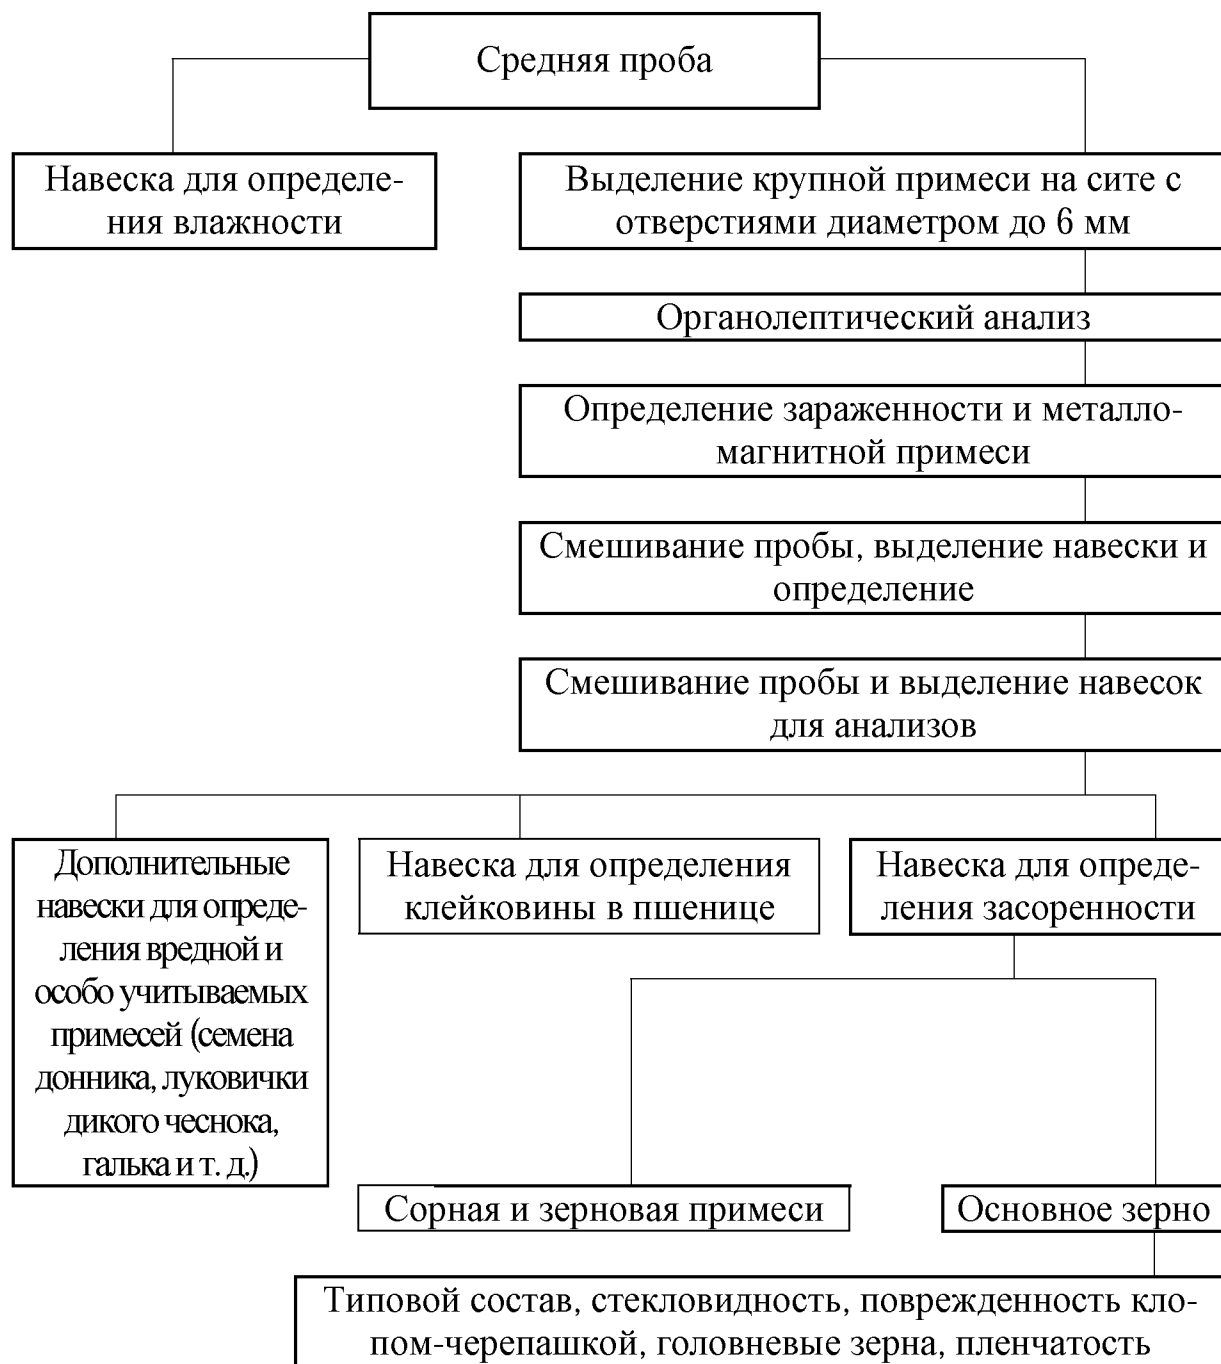 Средняя проба
Навеска для определе-
ния влажности
Выделение крупной примеси на сите с
отверстиями диаметром до 6 мм
Органолептический анализ
Определение зараженности и металло-
магнитной примеси
Смешивание пробы, выделение навески и
определение
Смешивание пробы и выделение навесок
для анализов
Дополнительные
навески для опреде-
ления вредной и
особо учитываемых
примесей (семена
донника, луковички
дикого чеснока,
галька и т. д.)
Навеска для определения
клейковины в пшенице
Навеска для опреде-
ления засоренности
Сорная и зерновая примеси
Основное зерно
Типовой состав, стекловидность, поврежденность кло-
пом-черепашкой, головневые зерна, пленчатость